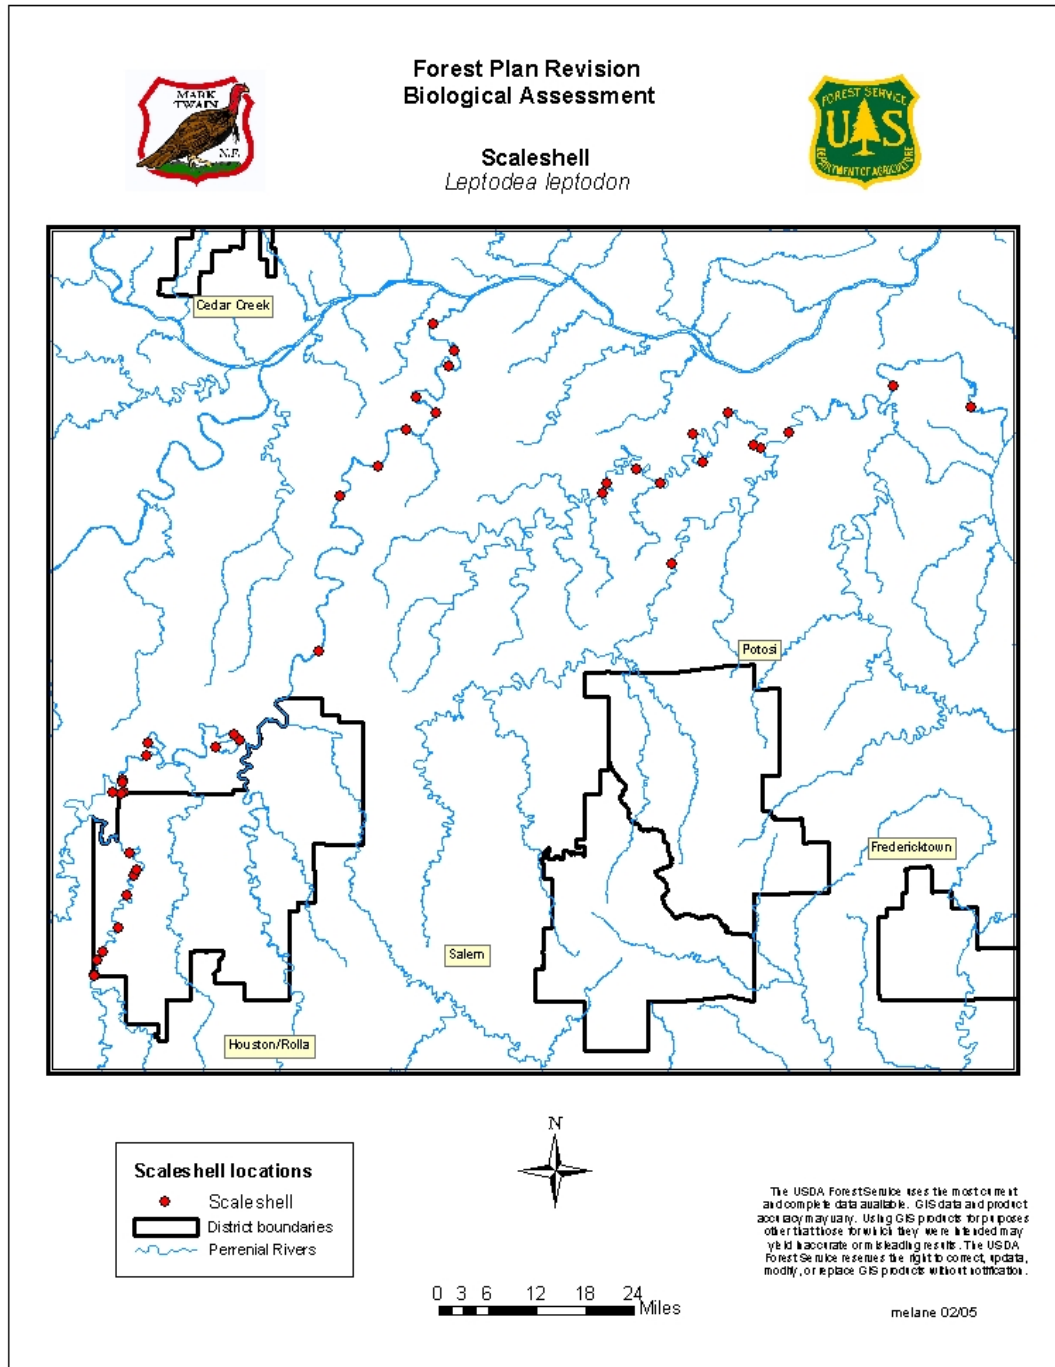 Forest Plan Revision
Biological Assessment
MARK
TWAIN
N.F.
FOREST SERVICE
U S
DEPARTMENT OF AGRICULTURE
Scaleshell
Leptodea leptodon
Cedar Creek
Potosi
Fredericktown
Salem
Houston/Rolla
N
Scaleshell locations
Scaleshell
District boundaries
Perrenial Rivers
0 3 6 12 18 24
Miles
The USDA Forest Service uses the most current
and complete data available. GIS data and product
accuracy may vary. Using GIS products for purposes
other that those for which they were intended may
yield inaccurate or misleading results. The USDA
Forest Service reserves the right to correct, update,
modify, or replace GIS products without notification.
melane 02/05